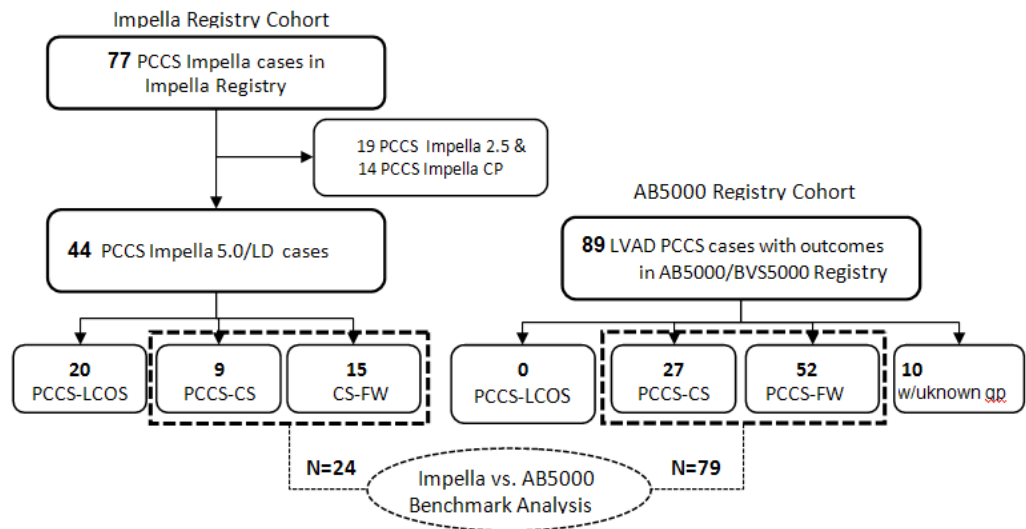 Impella Registry Cohort
77 PCCS Impella cases in
Impella Registry
19 PCCS Impella 2.5 &
14 PCCS Impella CP
AB5000 Registry Cohort
44 PCCS Impella 5.0/LD cases
89 LVAD PCCS cases with outcomes
in AB5000/BVS5000 Registry
20
PCCS-LCOS
9
PCCS-CS
15
CS-FW
0
PCCS-LCOS
27
PCCS-CS
52
PCCS-FW
10
w/uknown gp
N=24
N=79
Impella vs. AB5000
Benchmark Analysis